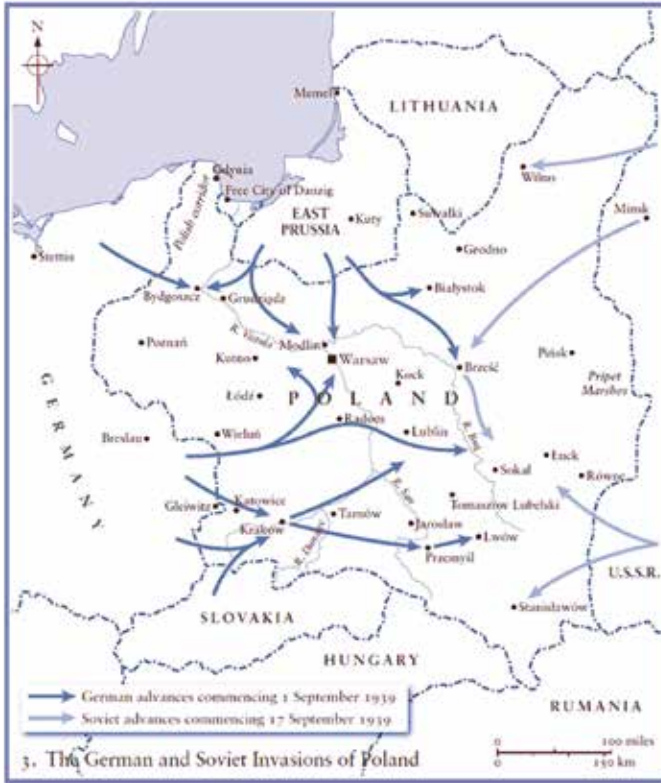 N
Memel
LITHUANIA
Wilno
Minsk
Gdynia
Free City of Danzig
Polish corridor
EAST
PRUSSIA
Kuty
Suwałki
Grodno
Stettin
Bydgoszcz
Grudziądz
Białystok
R. Vistula
Poznań
Modlin
Kutno
Warsaw
Brześć
Pińsk
Pripet
Marshes
Kock
GERMANY
Łódź
POLAND
Radom
Breslau
Wieluń
Lublin
R. Bug
Sokal
Łuck
Równe
R. San
Tomaszów Lubelski
Gleiwitz
Katowice
Kraków
Tarnów
R. Dunajec
Jarosław
Przemyśl
Lwów
U.S.S.R.
Stanisławów
SLOVAKIA
HUNGARY
RUMANIA
German advances commencing 1 September 1939
Soviet advances commencing 17 September 1939
3. The German and Soviet Invasions of Poland
0 100 miles
0 150 km